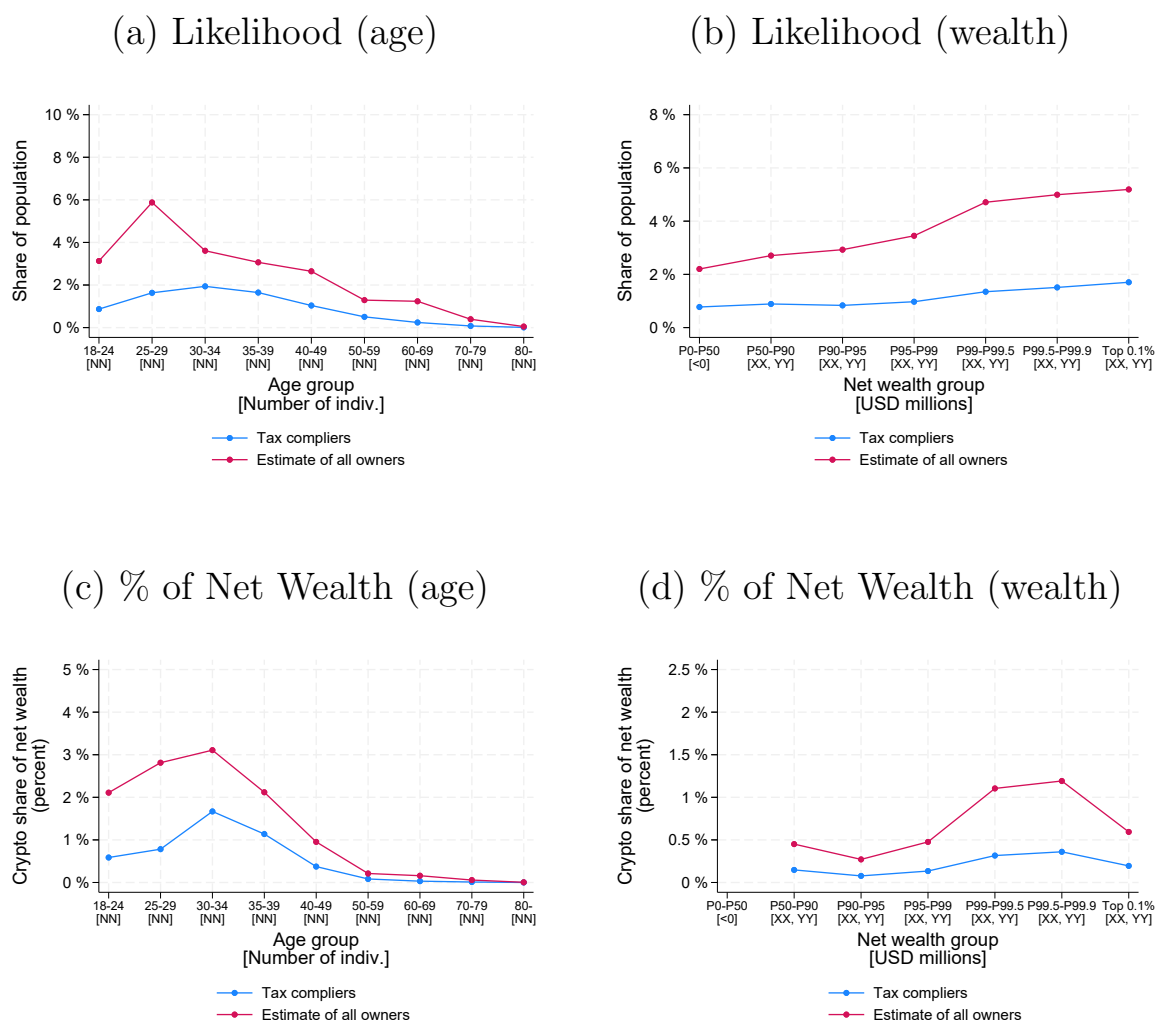 (a) Likelihood (age)
Share of population
10 %
8 %
6 %
4 %
2 %
0 %
18-24 25-29 30-34 35-39 40-49 50-59 60-69 70-79 80-
[NN] [NN] [NN] [NN] [NN] [NN] [NN] [NN] [NN]
Age group
[Number of indiv.]
Tax compliers
Estimate of all owners
(b) Likelihood (wealth)
Share of population
8 %
6 %
4 %
2 %
0 %
P0-P50 P50-P90 P90-P95 P95-P99 P99-P99.5 P99.5-P99.9 Top 0.1%
[<0] [XX, YY] [XX, YY] [XX, YY] [XX, YY] [XX, YY] [XX, YY]
Net wealth group
[USD millions]
Tax compliers
Estimate of all owners
(c) % of Net Wealth (age)
Crypto share of net wealth
(percent)
5 %
4 %
3 %
2 %
1 %
0 %
18-24 25-29 30-34 35-39 40-49 50-59 60-69 70-79 80-
[NN] [NN] [NN] [NN] [NN] [NN] [NN] [NN] [NN]
Age group
[Number of indiv.]
Tax compliers
Estimate of all owners
(d) % of Net Wealth (wealth)
Crypto share of net wealth
(percent)
2.5 %
2 %
1.5 %
1 %
0.5 %
0 %
P0-P50 P50-P90 P90-P95 P95-P99 P99-P99.5 P99.5-P99.9 Top 0.1%
[<0] [XX, YY] [XX, YY] [XX, YY] [XX, YY] [XX, YY] [XX, YY]
Net wealth group
[USD millions]
Tax compliers
Estimate of all owners